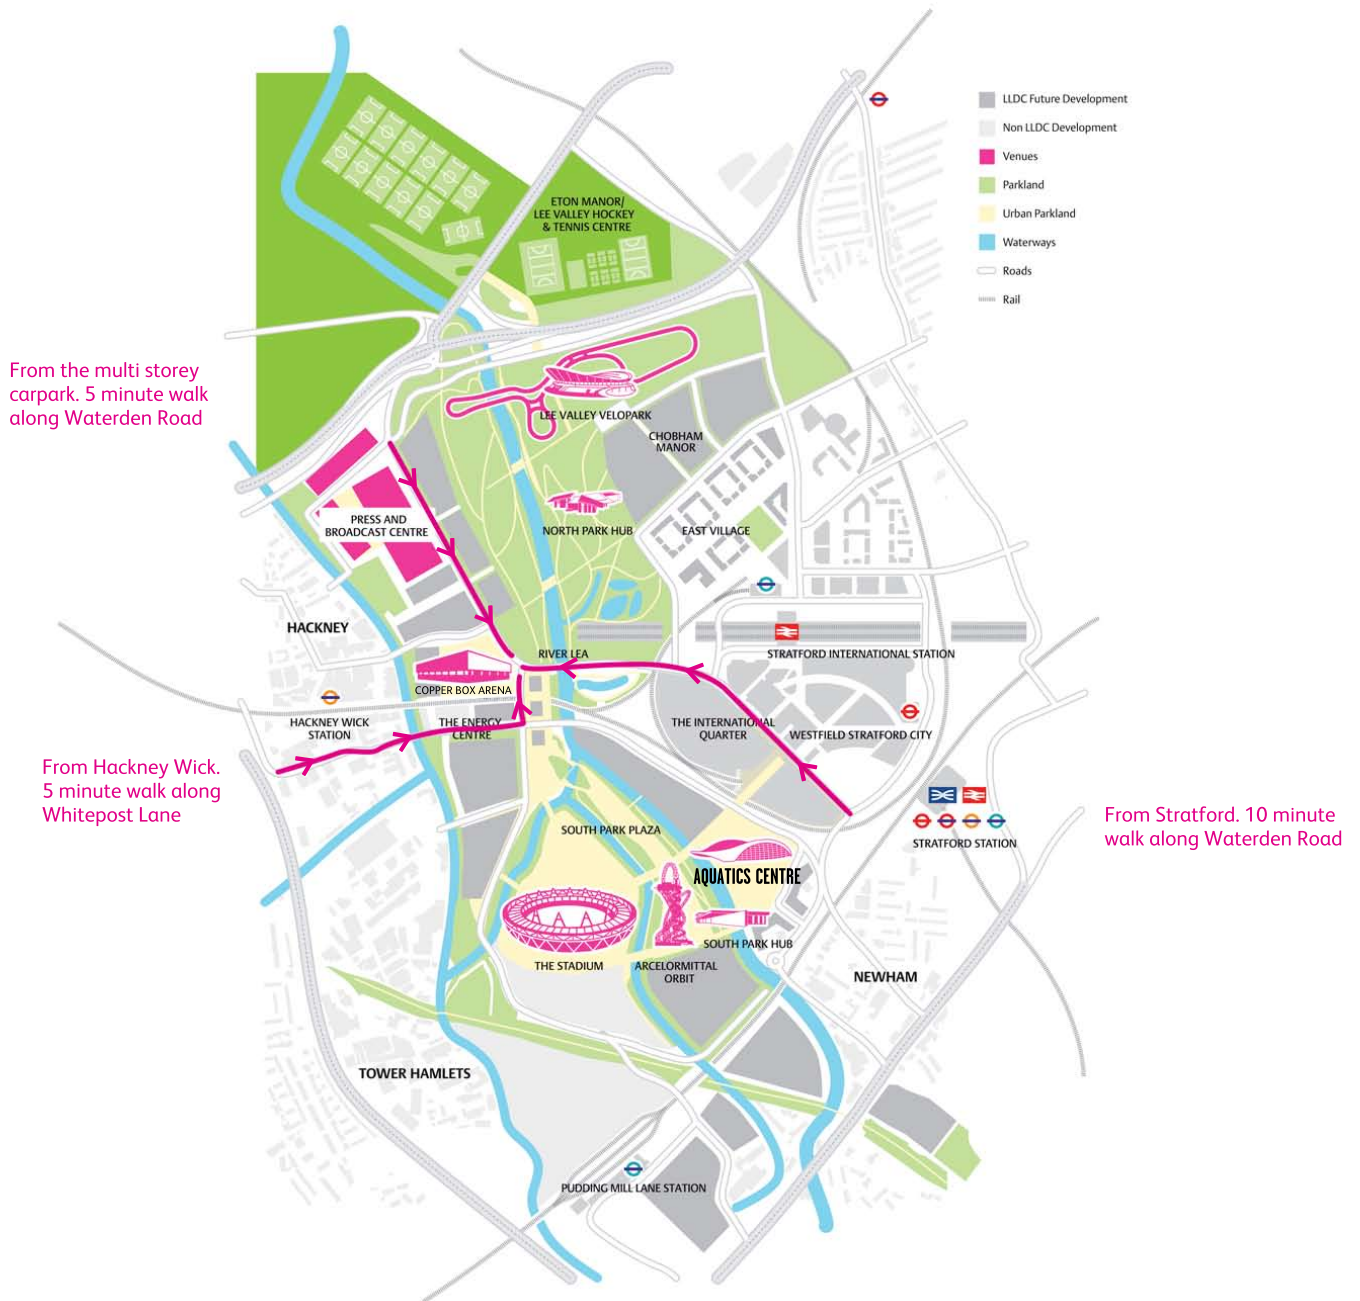 LLDC Future Development
Non LLDC Development
Venues
Parkland
Urban Parkland
Waterways
Roads
Rail
ETON MANOR/
LEE VALLEY HOCKEY
& TENNIS CENTRE
From the multi storey
carpark. 5 minute walk
along Waterden Road
LEE VALLEY VELOPARK
CHOBHAM
MANOR
PRESS AND
BROADCAST CENTRE
NORTH PARK HUB
EAST VILLAGE
HACKNEY
RIVER LEA
STRATFORD INTERNATIONAL STATION
COPPER BOX ARENA
HACKNEY WICK
STATION
THE ENERGY
CENTRE
THE INTERNATIONAL
QUARTER
WESTFIELD STRATFORD CITY
From Hackney Wick.
5 minute walk along
Whitepost Lane
From Stratford. 10 minute
walk along Waterden Road
STRATFORD STATION
SOUTH PARK PLAZA
AQUATICS CENTRE
SOUTH PARK HUB
THE STADIUM
ARCELORMITTAL
ORBIT
NEWHAM
TOWER HAMLETS
PUDDING MILL LANE STATION